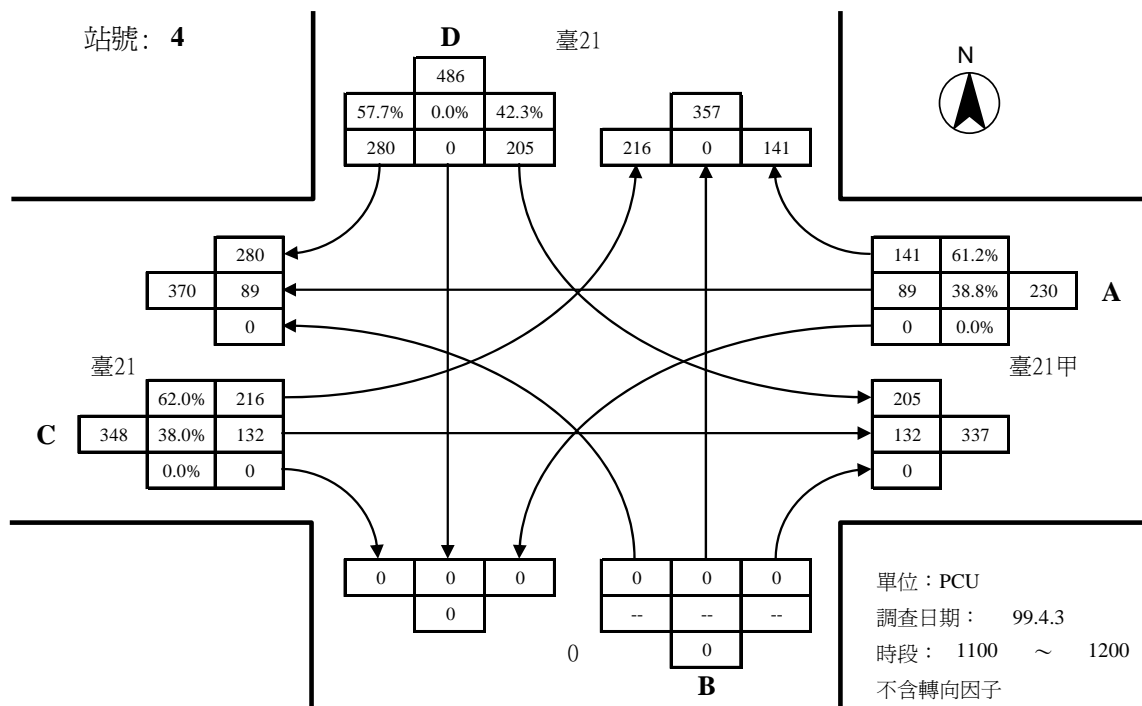 站號: 4
D
臺21
N
486
57.7% 0.0% 42.3%
280 0 205
357
216 0 141
280
370 89
0
141 61.2%
89 38.8% 230
0 0.0%
A
臺21
臺21甲
62.0% 216
C 348 38.0% 132
0.0% 0
205
132 337
0
0 0 0
0
0 0 0
-- -- --
0
0
B
單位：PCU
調查日期： 99.4.3
時段： 1100 ～ 1200
不含轉向因子